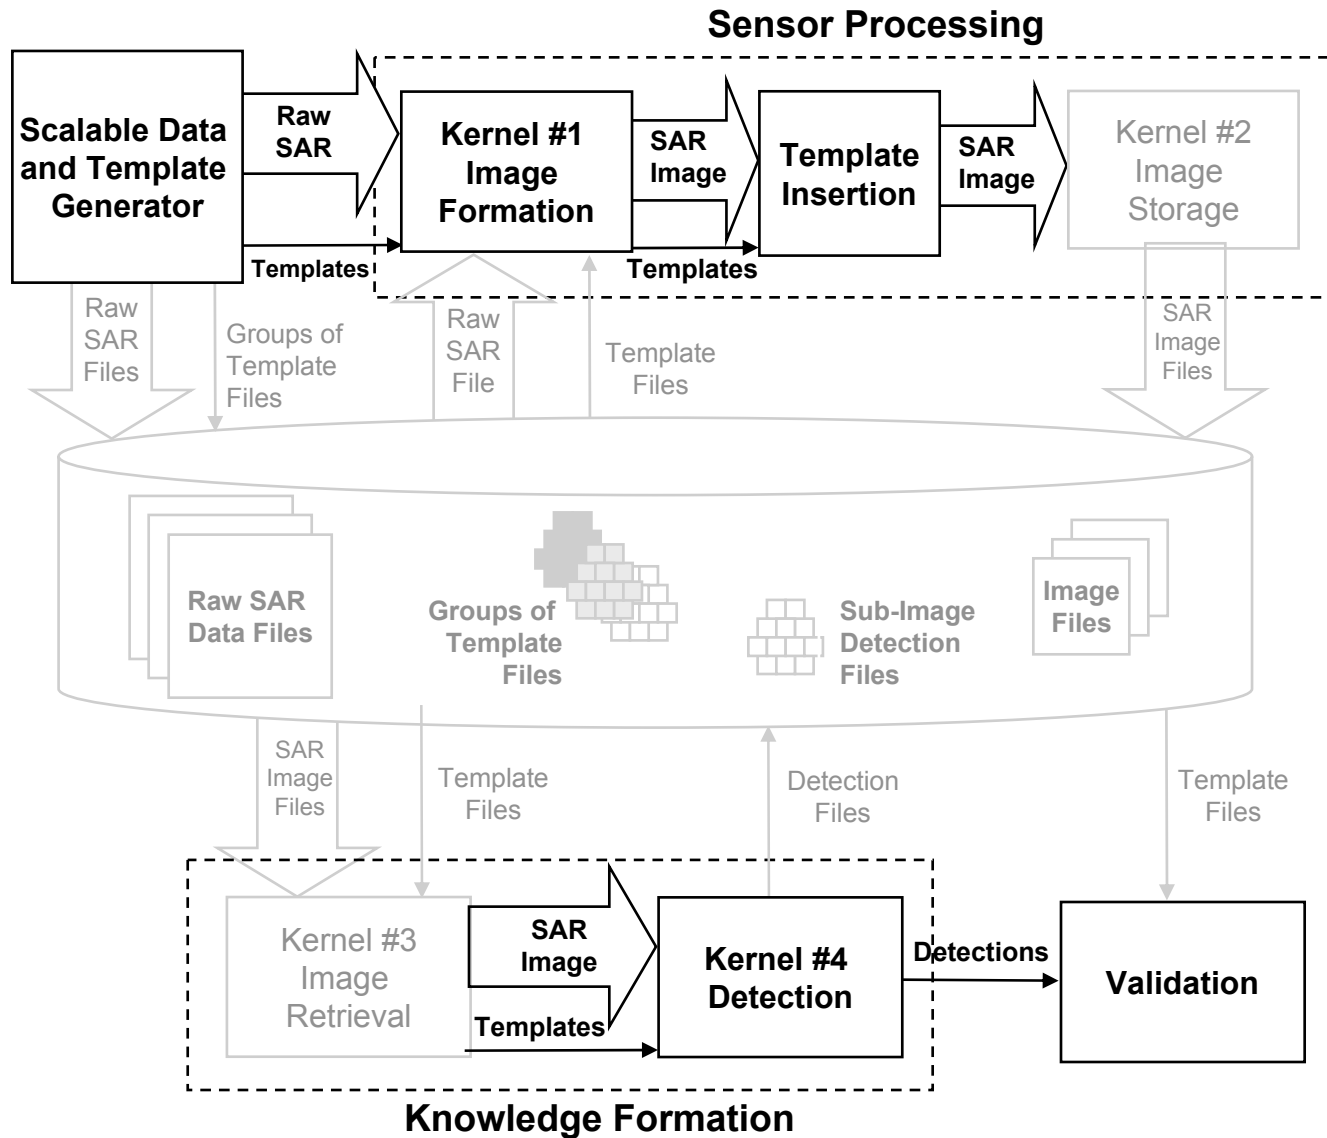 Sensor Processing
Scalable Data
and Template
Generator
Raw
SAR
Kernel #1
Image
Formation
SAR
Image
Template
Insertion
SAR
Image
Kernel #2
Image
Storage
Templates
Templates
Raw
SAR
Files
Groups of
Template
Files
Raw
SAR
File
Template
Files
SAR
Image
Files
Raw SAR
Data Files
Groups of
Template
Files
Sub-Image
Detection
Files
Image
Files
SAR
Image
Files
Template
Files
Detection
Files
Template
Files
Kernel #3
Image
Retrieval
SAR
Image
Templates
Kernel #4
Detection
Detections
Validation
Knowledge Formation